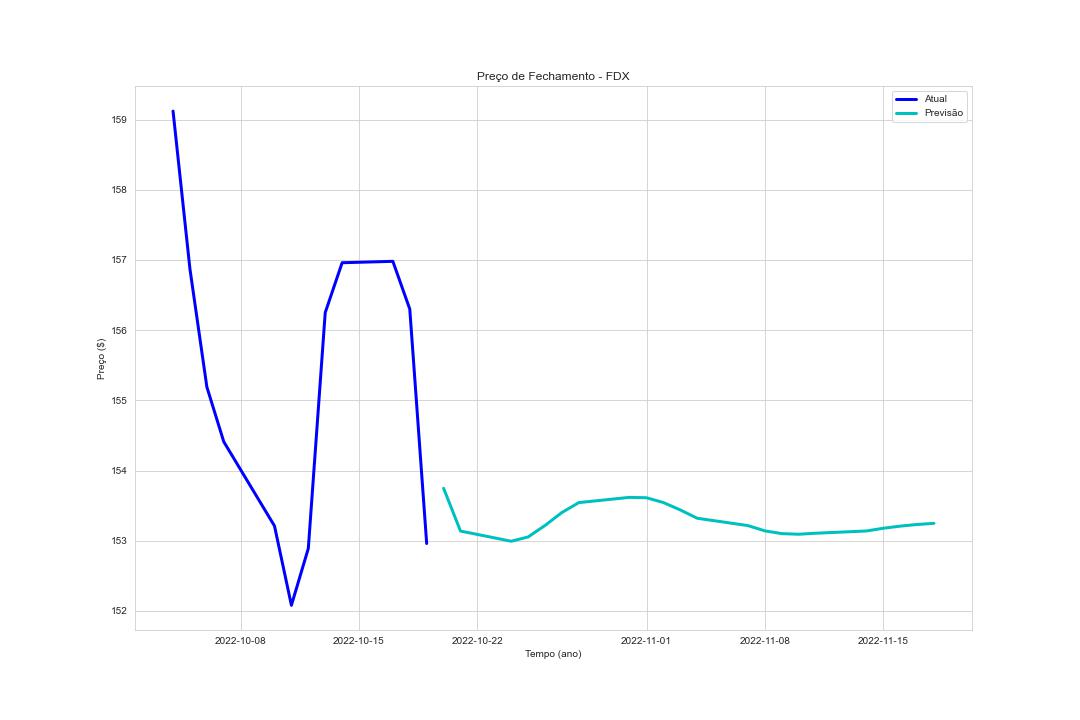 Preço de Fechamento - FDX
Atual
Previsão
159
158
157
156
155
154
153
152
Preço ($)
2022-10-08
2022-10-15
2022-10-22
2022-11-01
2022-11-08
2022-11-15
Tempo (ano)